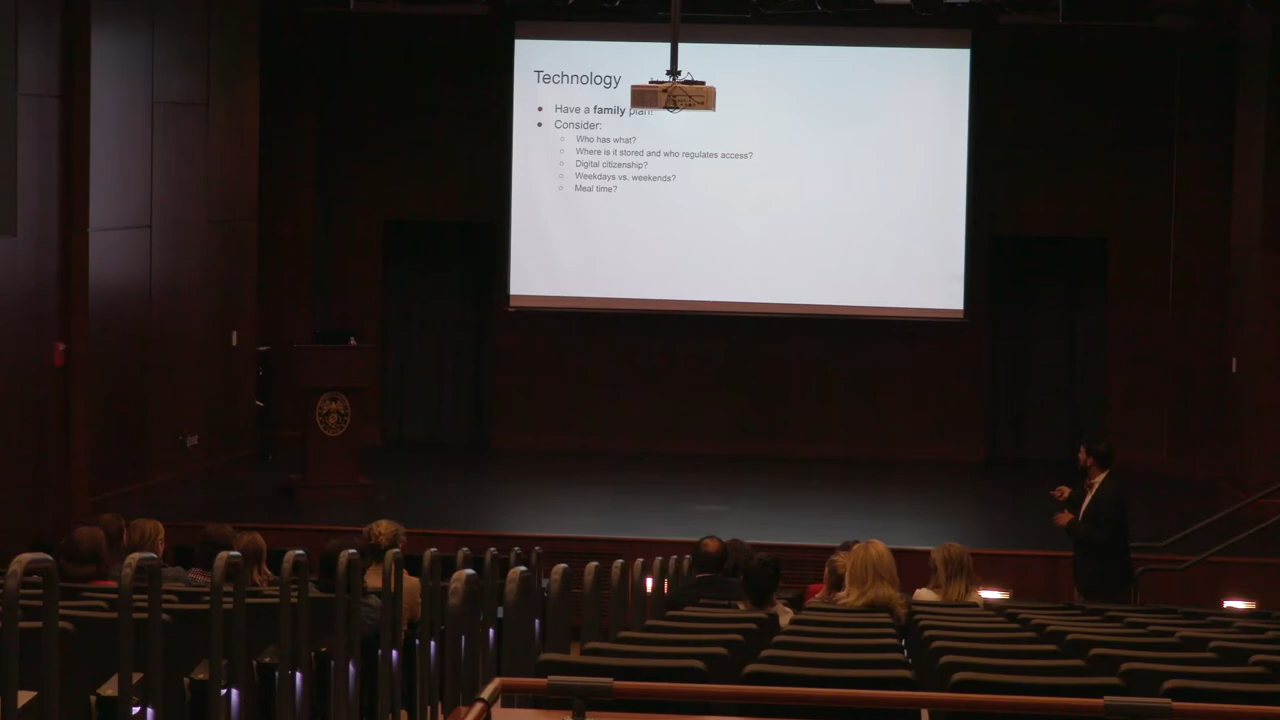 Technology
● Have a family plan!
● Consider:
○ Who has what?
○ Where is it stored and who regulates access?
○ Digital citizenship?
○ Weekdays vs. weekends?
○ Meal time?